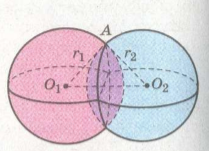 A
r₁ r₂
O₁ O₂